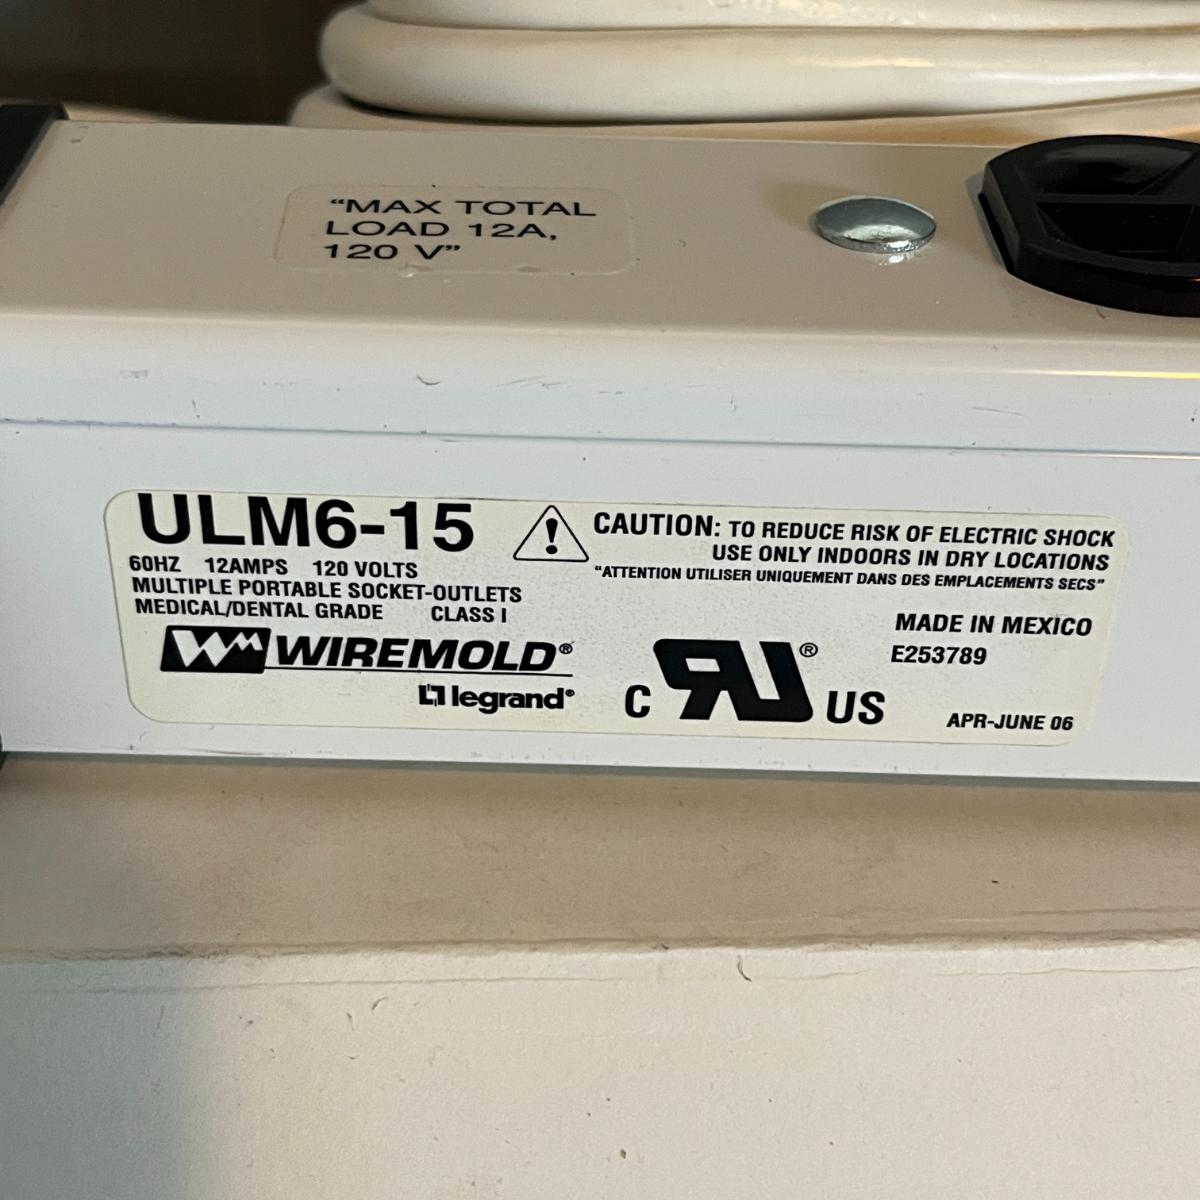 “MAX TOTAL
LOAD 12A,
120 V”
ULM6-15
60HZ 12AMPS 120 VOLTS
MULTIPLE PORTABLE SOCKET-OUTLETS
MEDICAL/DENTAL GRADE CLASS I
WM WIREMOLD®
legrand®
! CAUTION: TO REDUCE RISK OF ELECTRIC SHOCK
USE ONLY INDOORS IN DRY LOCATIONS
"ATTENTION UTILISER UNIQUEMENT DANS DES EMPLACEMENTS SECS"
MADE IN MEXICO
E253789
C RU® US
APR-JUNE 06